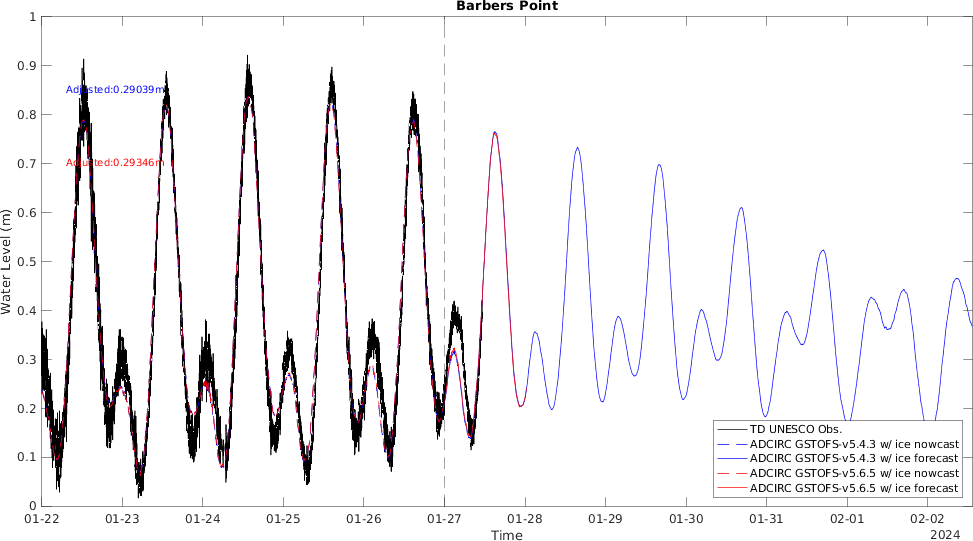 Barbers Point
1
0.9
0.8
0.7
0.6
0.5
0.4
0.3
0.2
0.1
0
Water Level (m)
Adjusted:0.29039m
Adjusted:0.29346m
TD UNESCO Obs.
ADCIRC GSTOFS-v5.4.3 w/ ice nowcast
ADCIRC GSTOFS-v5.4.3 w/ ice forecast
ADCIRC GSTOFS-v5.6.5 w/ ice nowcast
ADCIRC GSTOFS-v5.6.5 w/ ice forecast
01-22 01-23 01-24 01-25 01-26 01-27 01-28 01-29 01-30 01-31 02-01 02-02
Time
2024